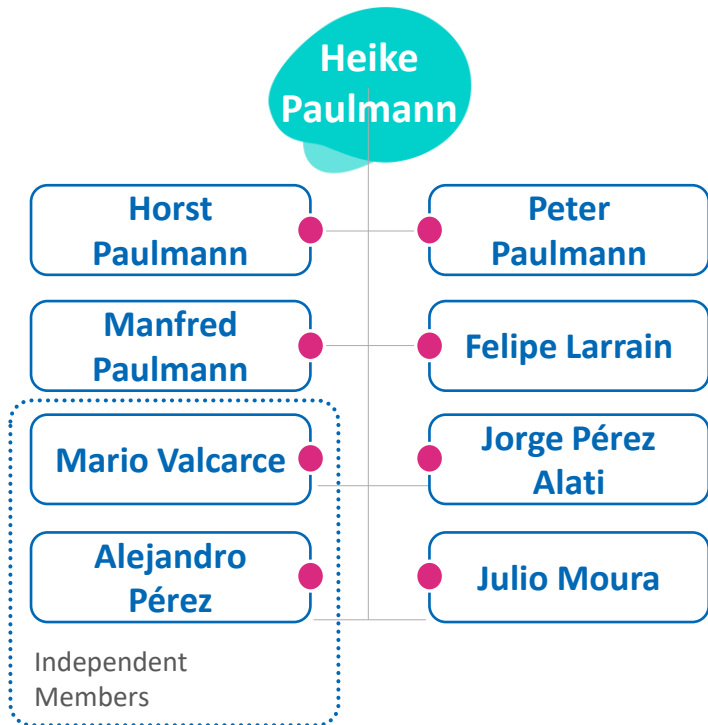 Heike
Paulmann
Horst
Paulmann
Peter
Paulmann
Manfred
Paulmann
Felipe Larrain
Mario Valcarce
Jorge Pérez
Alati
Alejandro
Pérez
Julio Moura
Independent
Members